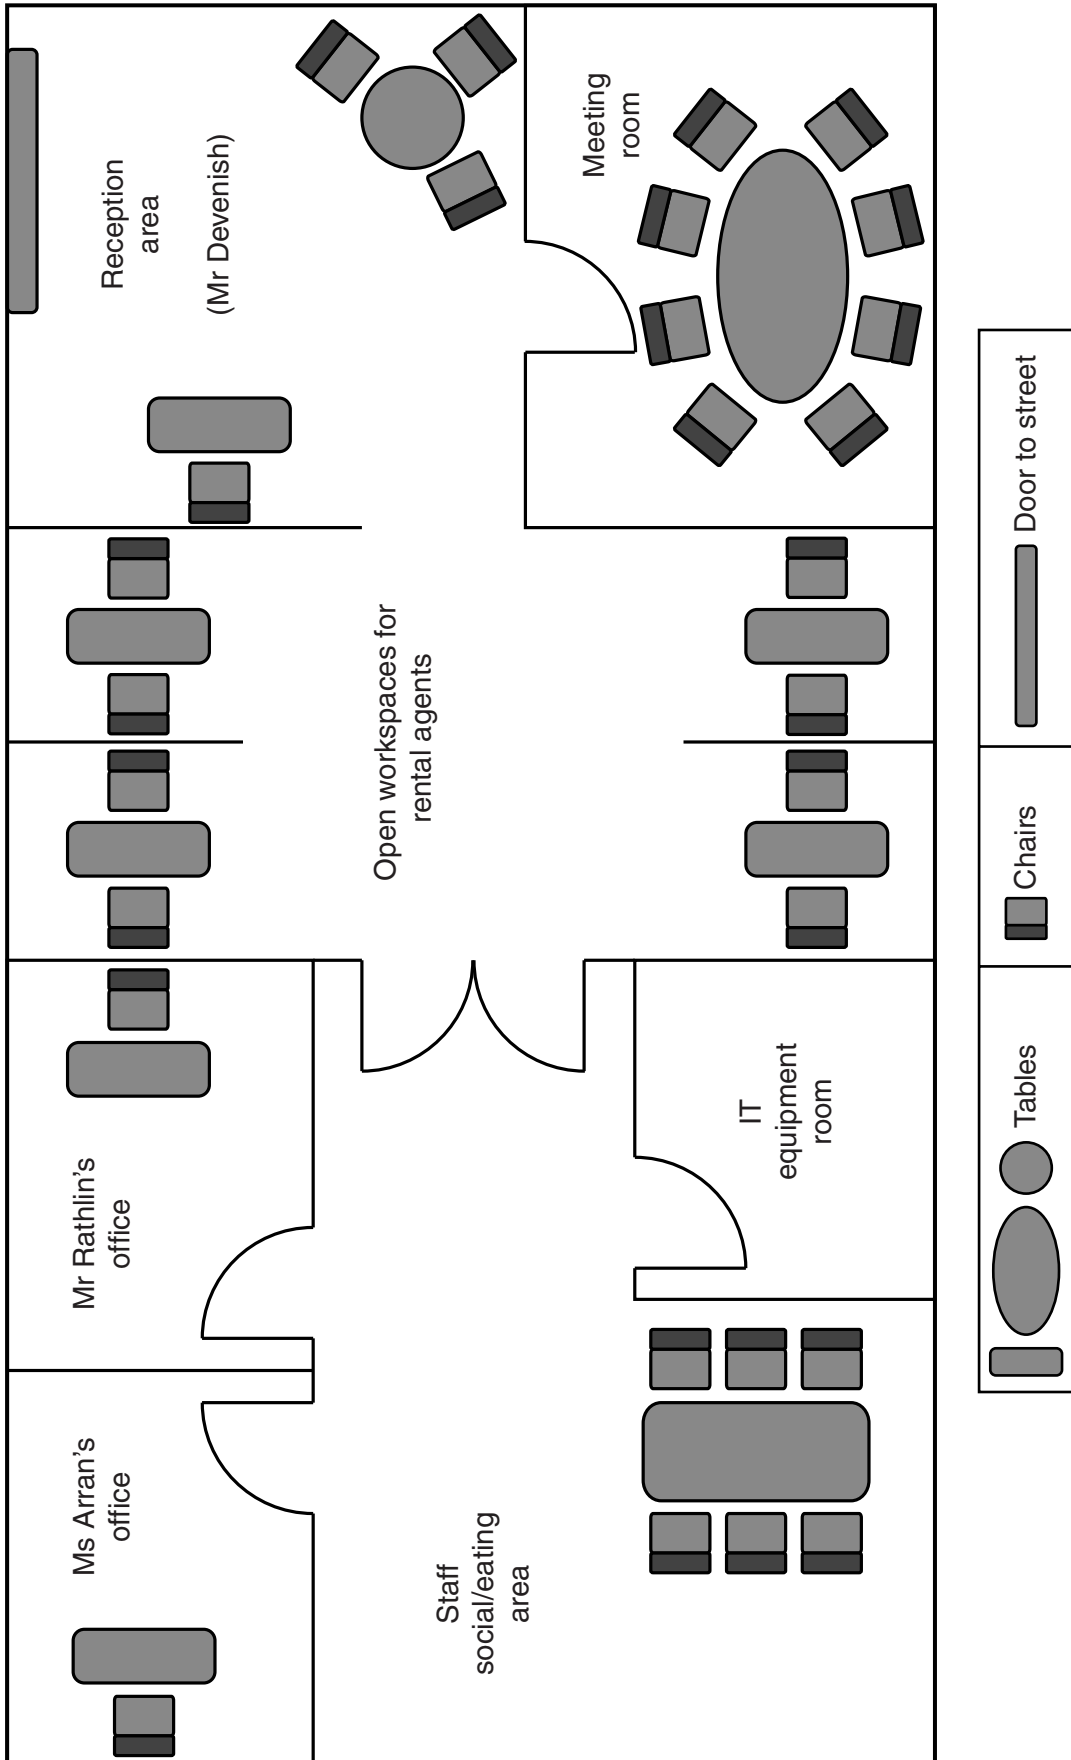 Reception
area
(Mr Devenish)
Meeting
room
Open workspaces for
rental agents
Mr Rathlin’s
office
IT
equipment
room
Ms Arran’s
office
Staff
social/eating
area
Tables
Chairs
Door to street